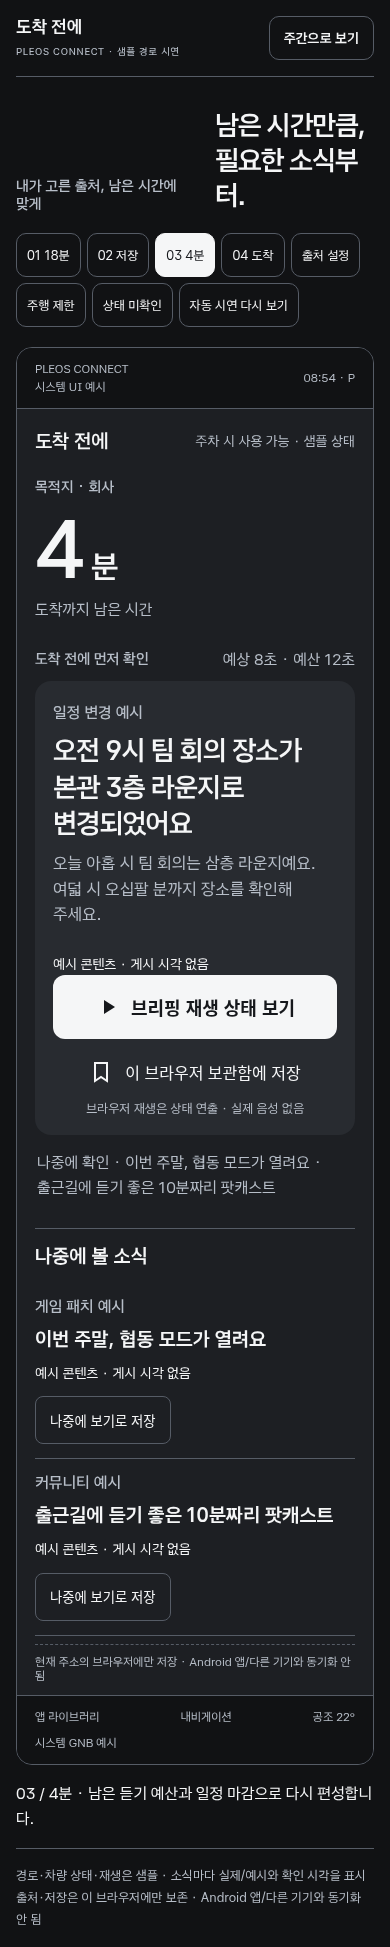 도착 전에
PLEOS CONNECT · 샘플 경로 시연
주간으로 보기
남은 시간만큼,
필요한 소식부
터.
내가 고른 출처, 남은 시간에
맞게
01 18분
02 저장
03 4분
04 도착
출처 설정
주행 제한
상태 미확인
자동 시연 다시 보기
PLEOS CONNECT
시스템 UI 예시
08:54 · P
도착 전에
주차 시 사용 가능 · 샘플 상태
목적지 · 회사
4 분
도착까지 남은 시간
도착 전에 먼저 확인
예상 8초 · 예산 12초
일정 변경 예시
오전 9시 팀 회의 장소가
본관 3층 라운지로
변경되었어요
오늘 아홉 시 팀 회의는 삼층 라운지예요.
여덟 시 오십팔 분까지 장소를 확인해
주세요.
예시 콘텐츠 · 게시 시각 없음
브리핑 재생 상태 보기
이 브라우저 보관함에 저장
브라우저 재생은 상태 연출 · 실제 음성 없음
나중에 확인 · 이번 주말, 협동 모드가 열려요 ·
출근길에 듣기 좋은 10분짜리 팟캐스트
나중에 볼 소식
게임 패치 예시
이번 주말, 협동 모드가 열려요
예시 콘텐츠 · 게시 시각 없음
나중에 보기로 저장
커뮤니티 예시
출근길에 듣기 좋은 10분짜리 팟캐스트
예시 콘텐츠 · 게시 시각 없음
나중에 보기로 저장
현재 주소의 브라우저에만 저장 · Android 앱/다른 기기와 동기화 안
됨
앱 라이브러리
내비게이션
공조 22°
시스템 GNB 예시
03 / 4분 · 남은 듣기 예산과 일정 마감으로 다시 편성합니
다.
경로·차량 상태·재생은 샘플 · 소식마다 실제/예시와 확인 시각을 표시
출처·저장은 이 브라우저에만 보존 · Android 앱/다른 기기와 동기화
안 됨